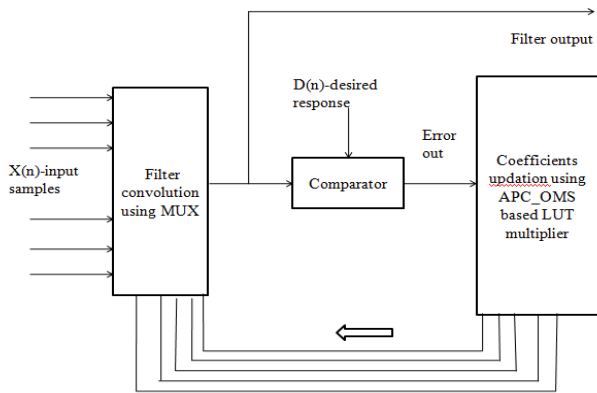 Filter output
D(n)-desired
response
X(n)-input
samples
Filter
convolution
using MUX
Comparator
Error
out
Coefficients
updation using
APC_OMS
based LUT
multiplier